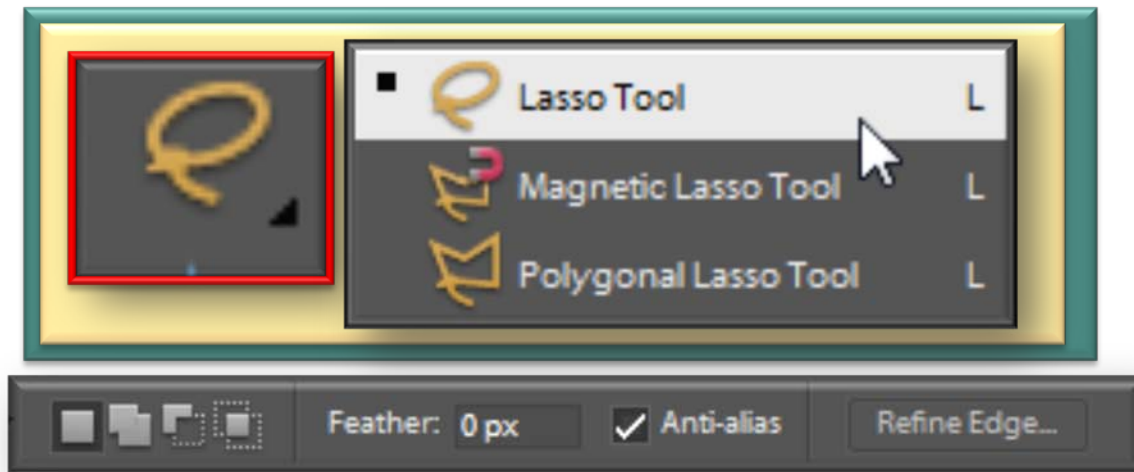 Lasso Tool L
Magnetic Lasso Tool L
Polygonal Lasso Tool L
Feather: 0 px Anti-alias Refine Edge...